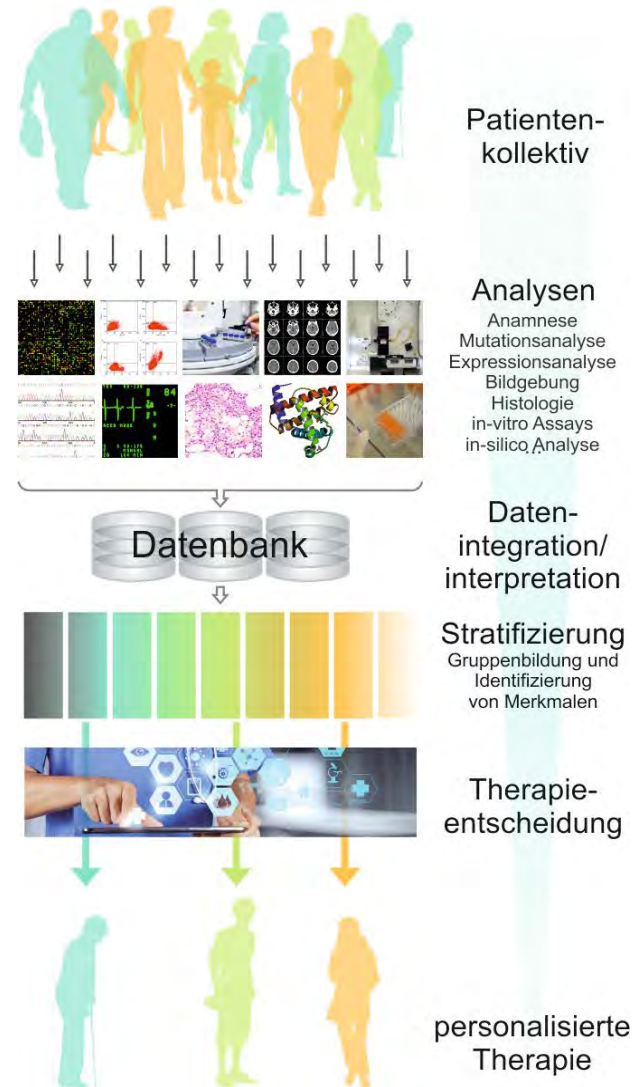 Patienten-
kollektiv
Analysen
Anamnese
Mutationsanalyse
Expressionsanalyse
Bildgebung
Histologie
in-vitro Assays
in-silico Analyse
...
84
Datenbank
Daten-
integration/
interpretation
Stratifizierung
Gruppenbildung und
Identifizierung
von Merkmalen
Therapie-
entscheidung
personalisierte
Therapie